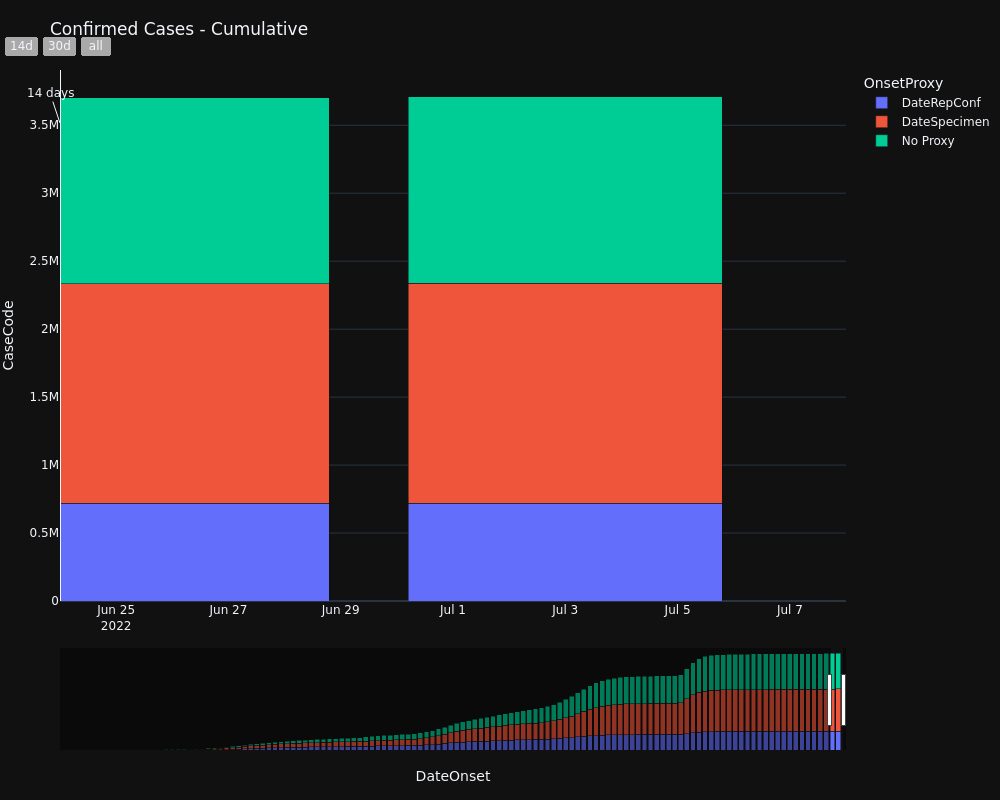 Confirmed Cases - Cumulative
14d 30d all
14 days
OnsetProxy
DateRepConf
DateSpecimen
No Proxy
CaseCode
3.5M
3M
2.5M
2M
1.5M
1M
0.5M
0
Jun 25 Jun 27 Jun 29 Jul 1 Jul 3 Jul 5 Jul 7
2022
DateOnset